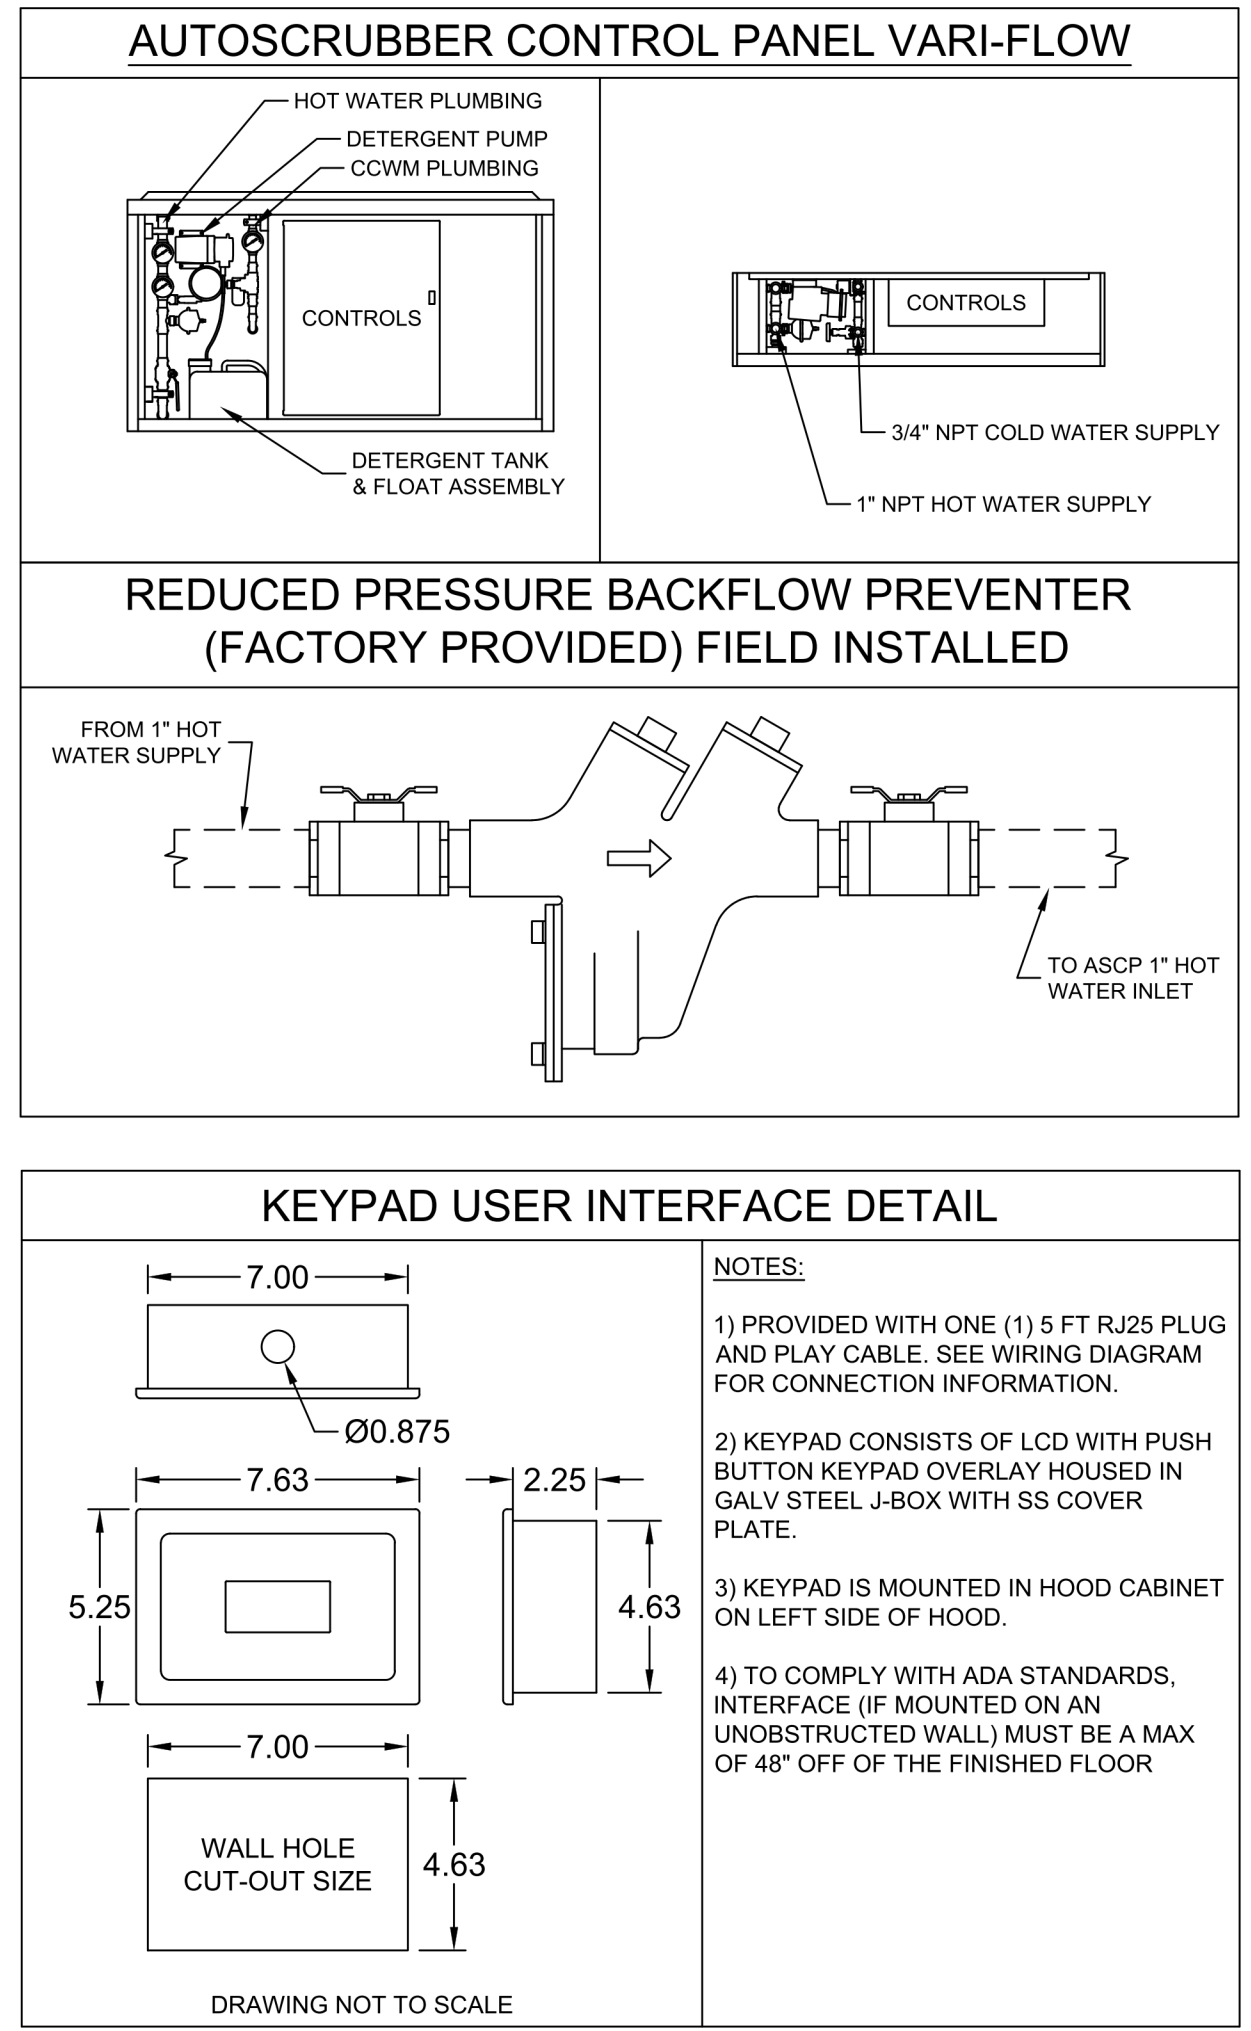 AUTOSCRUBBER CONTROL PANEL VARI-FLOW
HOT WATER PLUMBING
DETERGENT PUMP
CCWM PLUMBING
CONTROLS
DETERGENT TANK
& FLOAT ASSEMBLY
CONTROLS
3/4" NPT COLD WATER SUPPLY
1" NPT HOT WATER SUPPLY
REDUCED PRESSURE BACKFLOW PREVENTER
(FACTORY PROVIDED) FIELD INSTALLED
FROM 1" HOT
WATER SUPPLY
TO ASCP 1" HOT
WATER INLET
KEYPAD USER INTERFACE DETAIL
7.00
Ø0.875
7.63
2.25
5.25
4.63
7.00
WALL HOLE
CUT-OUT SIZE
4.63
DRAWING NOT TO SCALE
NOTES:
1) PROVIDED WITH ONE (1) 5 FT RJ25 PLUG
AND PLAY CABLE. SEE WIRING DIAGRAM
FOR CONNECTION INFORMATION.
2) KEYPAD CONSISTS OF LCD WITH PUSH
BUTTON KEYPAD OVERLAY HOUSED IN
GALV STEEL J-BOX WITH SS COVER
PLATE.
3) KEYPAD IS MOUNTED IN HOOD CABINET
ON LEFT SIDE OF HOOD.
4) TO COMPLY WITH ADA STANDARDS,
INTERFACE (IF MOUNTED ON AN
UNOBSTRUCTED WALL) MUST BE A MAX
OF 48" OFF OF THE FINISHED FLOOR